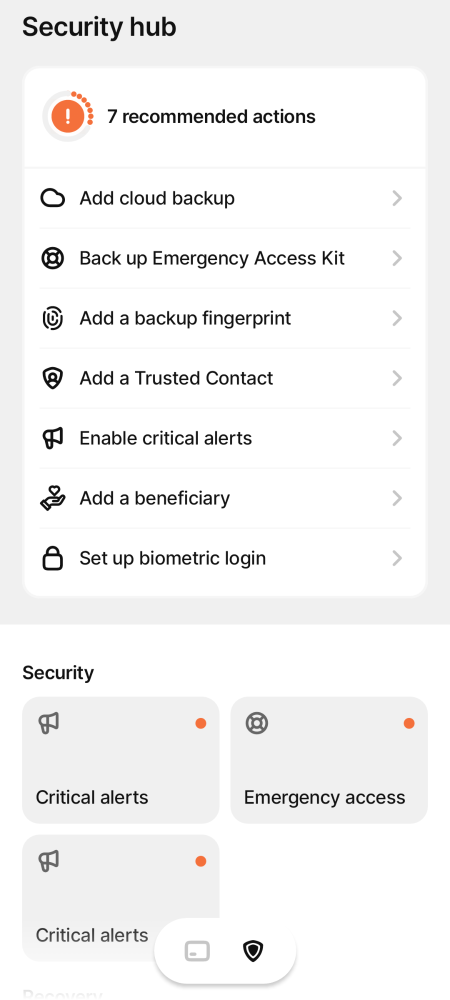 Security hub
7 recommended actions
Add cloud backup
Back up Emergency Access Kit
Add a backup fingerprint
Add a Trusted Contact
Enable critical alerts
Add a beneficiary
Set up biometric login
Security
Critical alerts
Emergency access
Critical alerts
Recovery